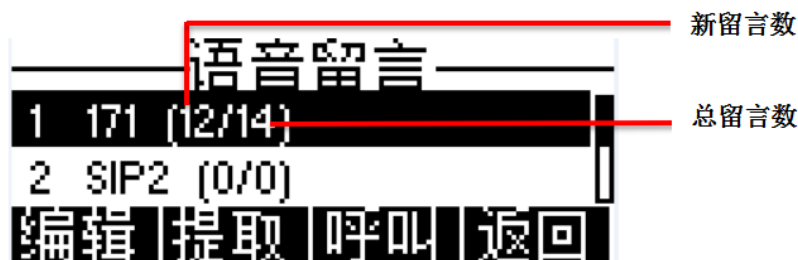 新留言数
语音留言
1 171 (12/14)
总留言数
2 SIP2 (0/0)
编辑 提取 呼叫 返回